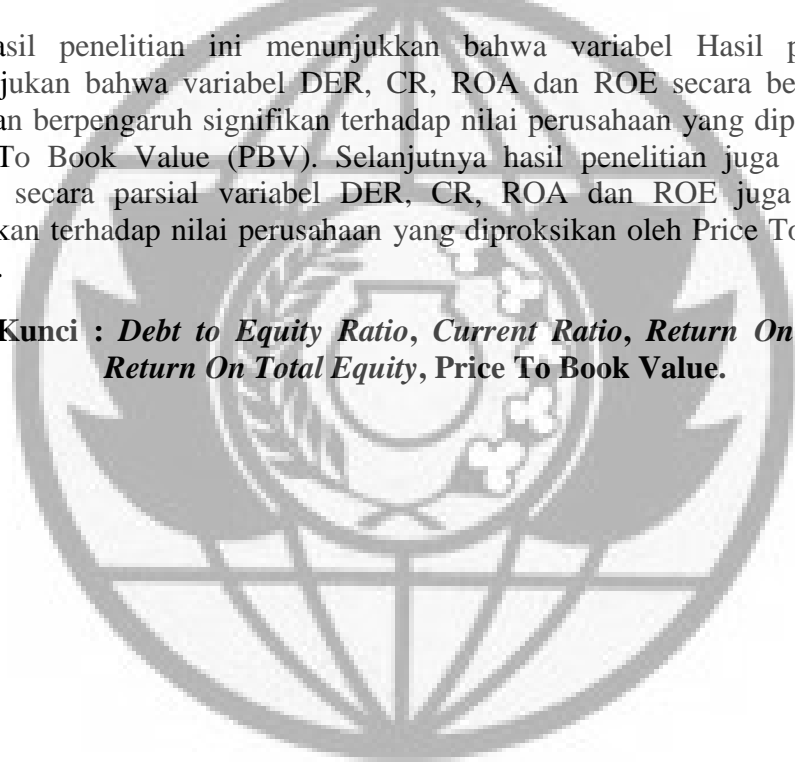 asil penelitian ini menunjukkan bahwa variabel Hasil p
jukan bahwa variabel DER, CR, ROA dan ROE secara be
an berpengaruh signifikan terhadap nilai perusahaan yang dip
To Book Value (PBV). Selanjutnya hasil penelitian juga
secara parsial variabel DER, CR, ROA dan ROE juga
kan terhadap nilai perusahaan yang diproksikan oleh Price To
.
Kunci : Debt to Equity Ratio, Current Ratio, Return On
Return On Total Equity, Price To Book Value.